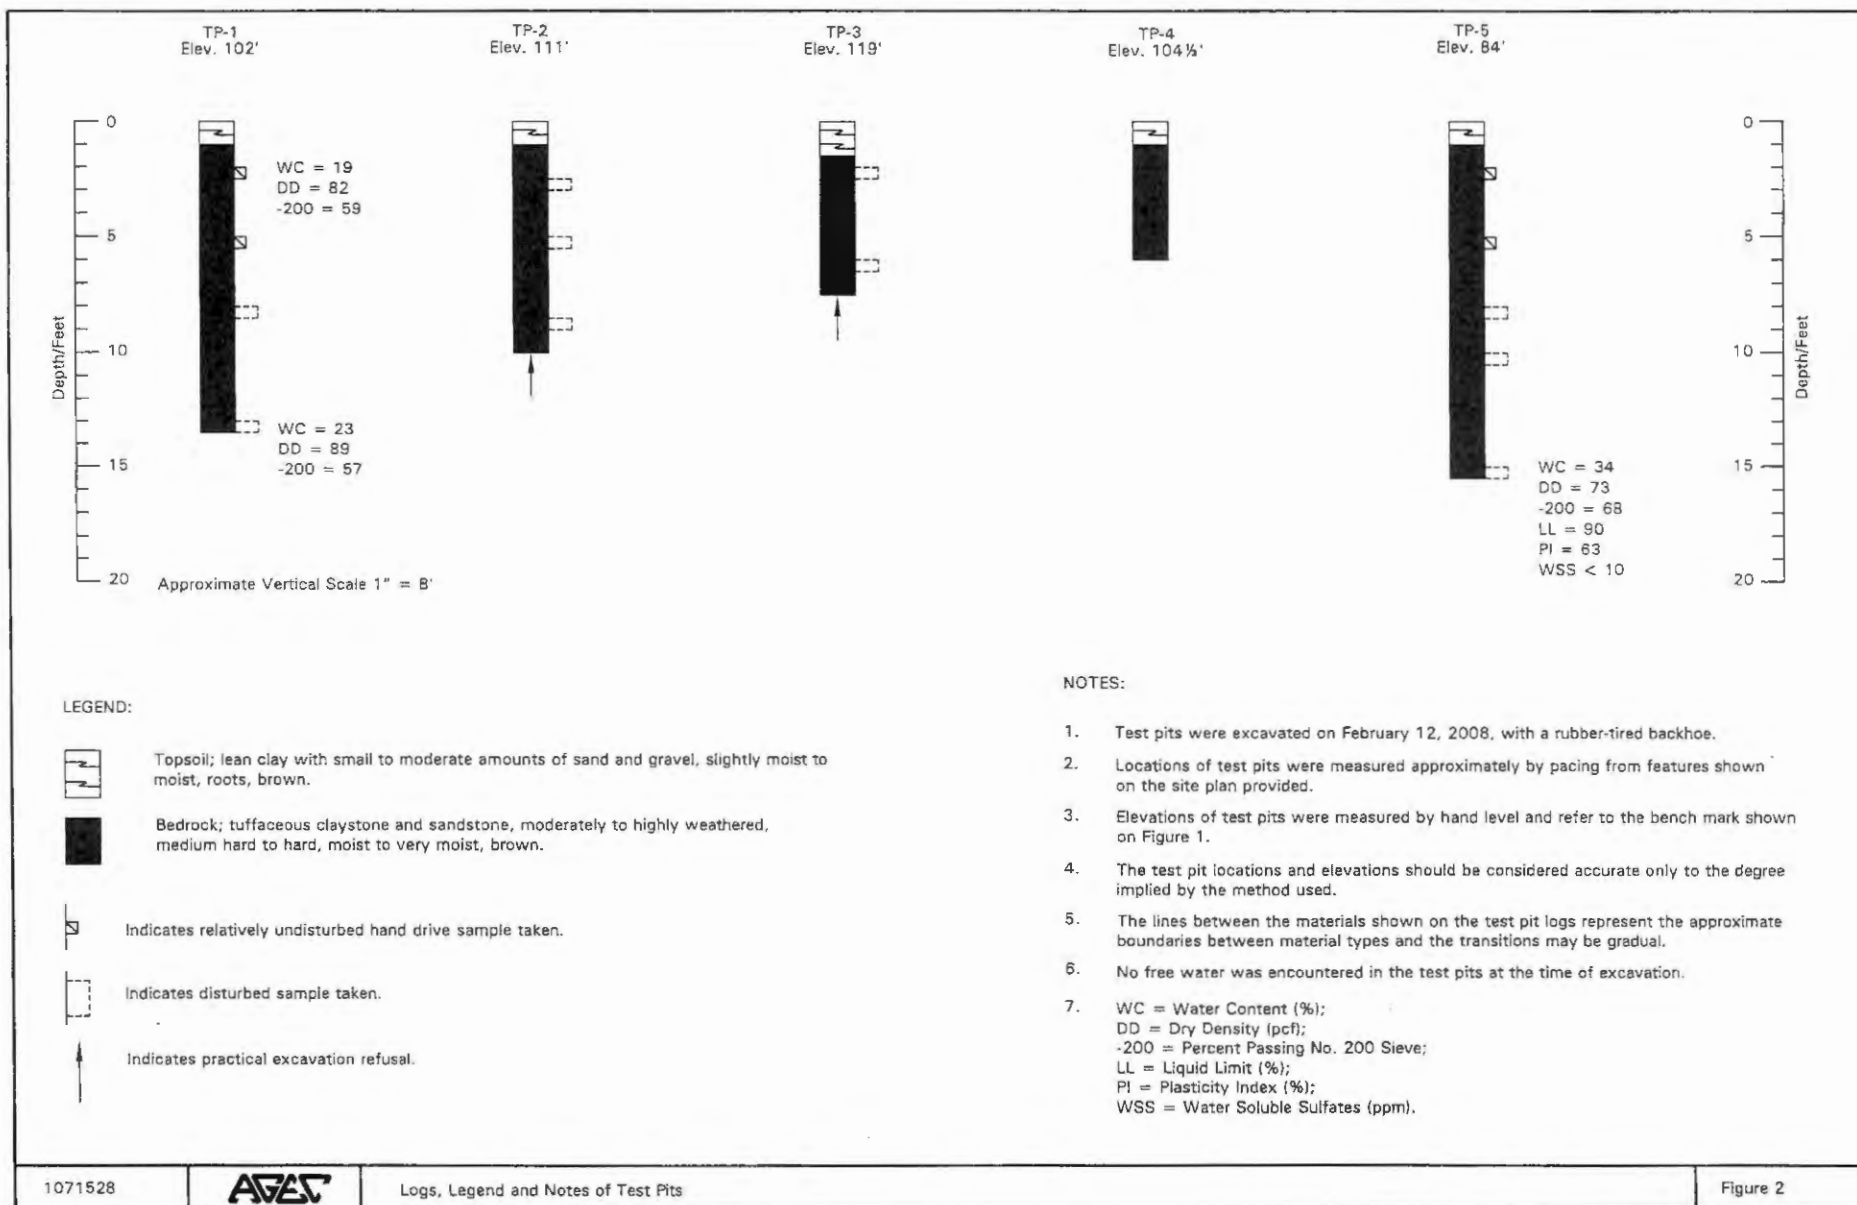 TP-1
Elev. 102'
TP-2
Elev. 111'
TP-3
Elev. 119'
TP-4
Elev. 104½'
TP-5
Elev. 84'
Depth/Feet
0
5
10
15
20
WC = 19
DD = 82
-200 = 59
WC = 23
DD = 89
-200 = 57
WC = 34
DD = 73
-200 = 68
LL = 90
PI = 63
WSS < 10
0
5
10
15
20
Depth/Feet
Approximate Vertical Scale 1" = 8'
LEGEND:
Topsoil; lean clay with small to moderate amounts of sand and gravel, slightly moist to
moist, roots, brown.
Bedrock; tuffaceous claystone and sandstone, moderately to highly weathered,
medium hard to hard, moist to very moist, brown.
Indicates relatively undisturbed hand drive sample taken.
Indicates disturbed sample taken.
Indicates practical excavation refusal.
NOTES:
1. Test pits were excavated on February 12, 2008, with a rubber-tired backhoe.
2. Locations of test pits were measured approximately by pacing from features shown
on the site plan provided.
3. Elevations of test pits were measured by hand level and refer to the bench mark shown
on Figure 1.
4. The test pit locations and elevations should be considered accurate only to the degree
implied by the method used.
5. The lines between the materials shown on the test pit logs represent the approximate
boundaries between material types and the transitions may be gradual.
6. No free water was encountered in the test pits at the time of excavation.
7. WC = Water Content (%);
DD = Dry Density (pcf);
-200 = Percent Passing No. 200 Sieve;
LL = Liquid Limit (%);
PI = Plasticity Index (%);
WSS = Water Soluble Sulfates (ppm).
1071528
AGEC
Logs, Legend and Notes of Test Pits
Figure 2